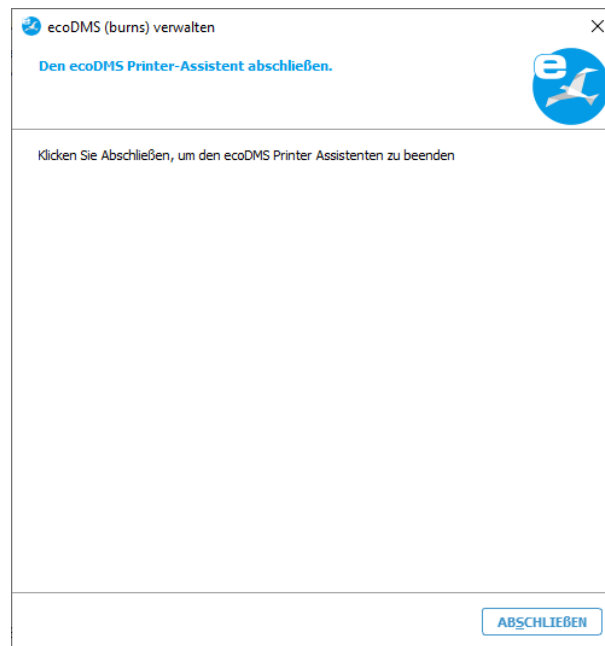 ecoDMS (burns) verwalten
Den ecoDMS Printer-Assistent abschließen.
e
Klicken Sie Abschließen, um den ecoDMS Printer Assistenten zu beenden
ABSCHLIEßEN